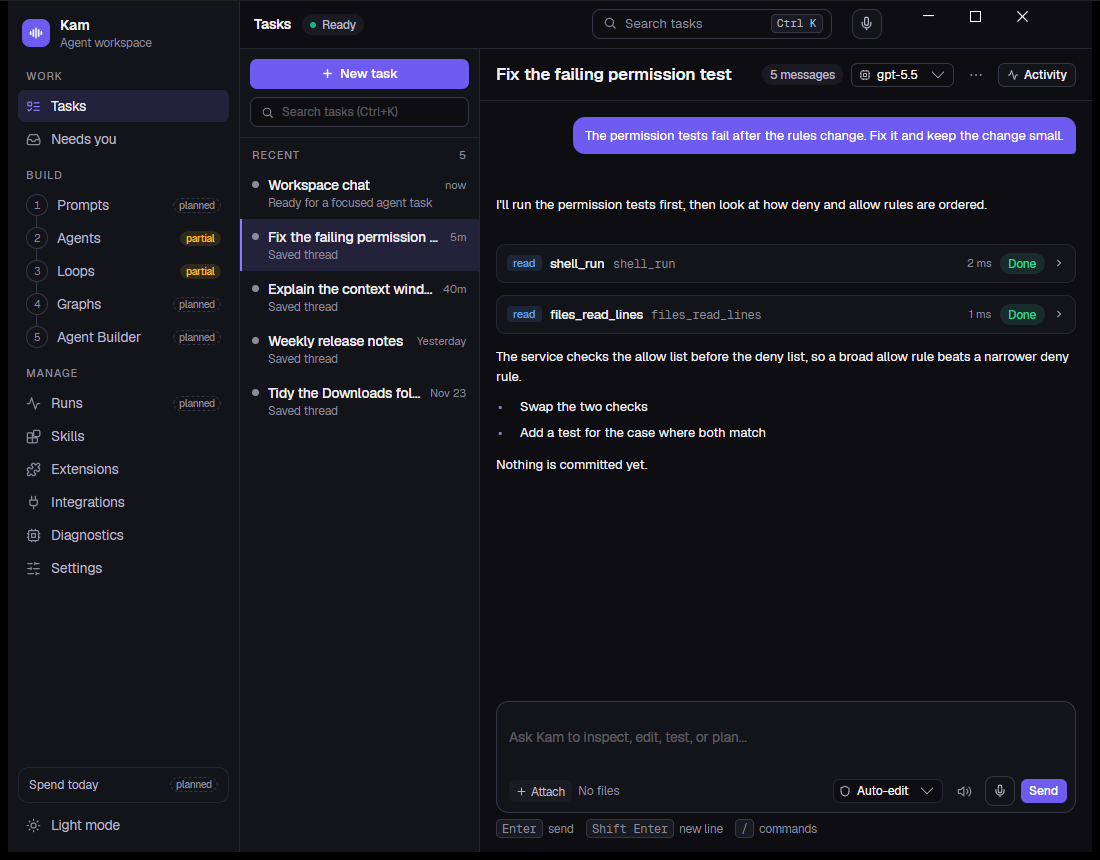 Kam
Agent workspace
WORK
Tasks
Needs you
BUILD
1 Prompts planned
2 Agents partial
3 Loops partial
4 Graphs planned
5 Agent Builder planned
MANAGE
Runs planned
Skills
Extensions
Integrations
Diagnostics
Settings
Spend today planned
Light mode
Tasks Ready
Search tasks Ctrl K
+ New task
Search tasks (Ctrl+K)
RECENT 5
Workspace chat now
Ready for a focused agent task
Fix the failing permission ... 5m
Saved thread
Explain the context wind... 40m
Saved thread
Weekly release notes Yesterday
Saved thread
Tidy the Downloads fol... Nov 23
Saved thread
Fix the failing permission test 5 messages gpt-5.5 ... Activity
The permission tests fail after the rules change. Fix it and keep the change small.
I'll run the permission tests first, then look at how deny and allow rules are ordered.
read shell_run shell_run 2 ms Done
read files_read_lines files_read_lines 1 ms Done
The service checks the allow list before the deny list, so a broad allow rule beats a narrower deny
rule.
• Swap the two checks
• Add a test for the case where both match
Nothing is committed yet.
Ask Kam to inspect, edit, test, or plan...
+ Attach No files Auto-edit Send
Enter send Shift Enter new line / commands